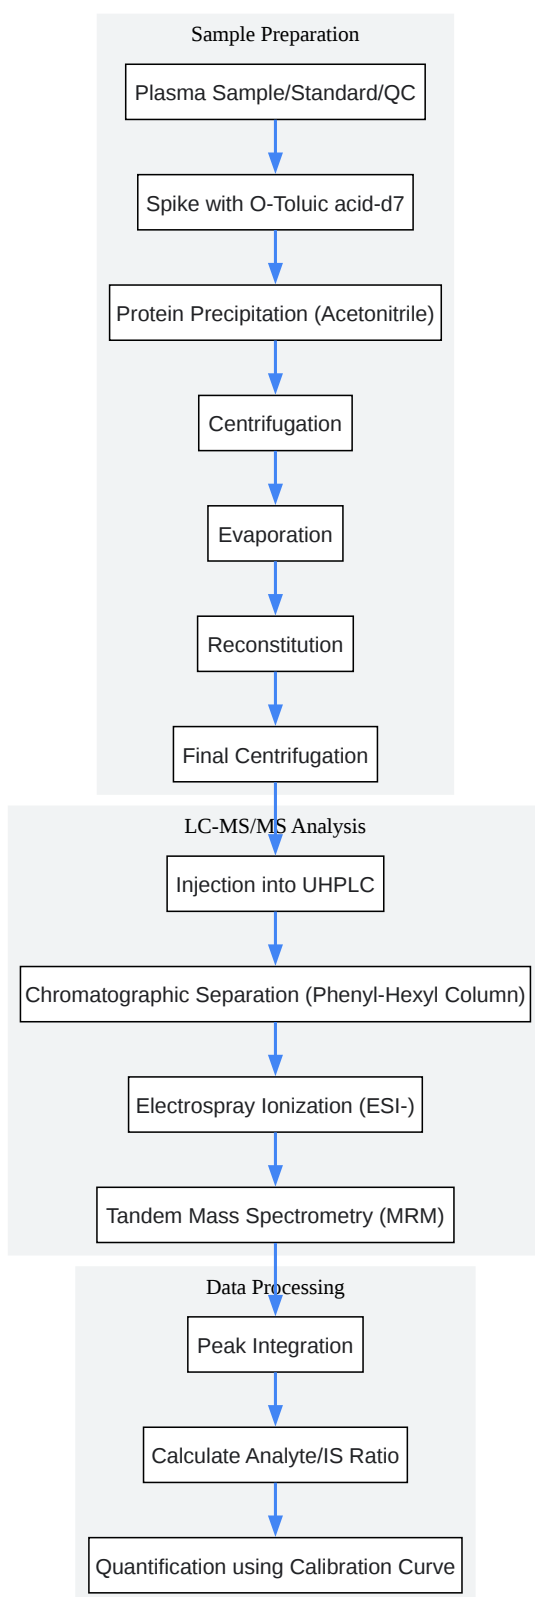 Sample Preparation
Plasma Sample/Standard/QC
Spike with O-Toluic acid-d7
Protein Precipitation (Acetonitrile)
Centrifugation
Evaporation
Reconstitution
Final Centrifugation
LC-MS/MS Analysis
Injection into UHPLC
Chromatographic Separation (Phenyl-Hexyl Column)
Electrospray Ionization (ESI-)
Tandem Mass Spectrometry (MRM)
Data Processing
Peak Integration
Calculate Analyte/IS Ratio
Quantification using Calibration Curve